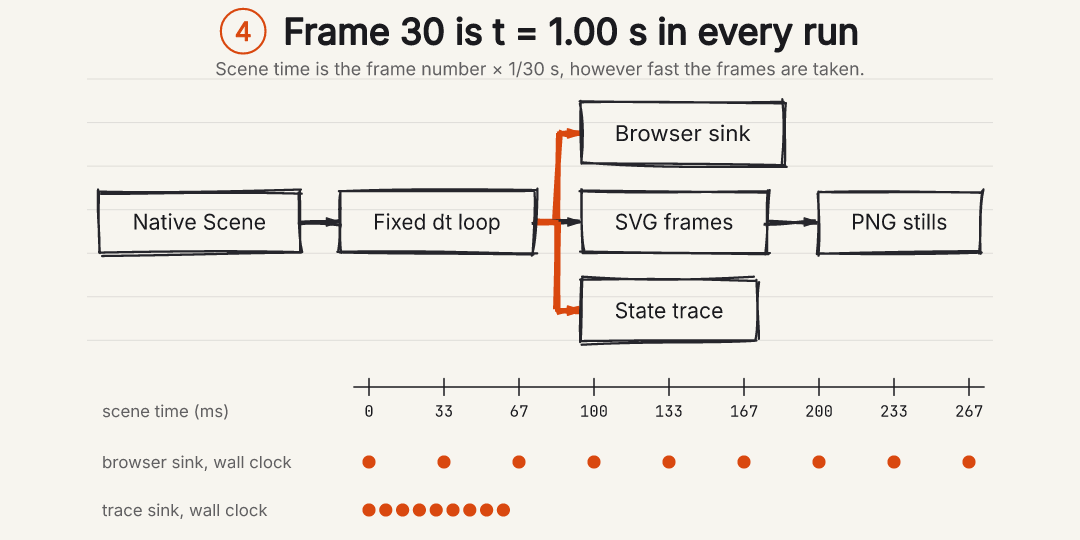 4 Frame 30 is t = 1.00 s in every run
Scene time is the frame number × 1/30 s, however fast the frames are taken.
Browser sink
Native Scene Fixed dt loop SVG frames PNG stills
State trace
scene time (ms) 0 33 67 100 133 167 200 233 267
browser sink, wall clock
trace sink, wall clock